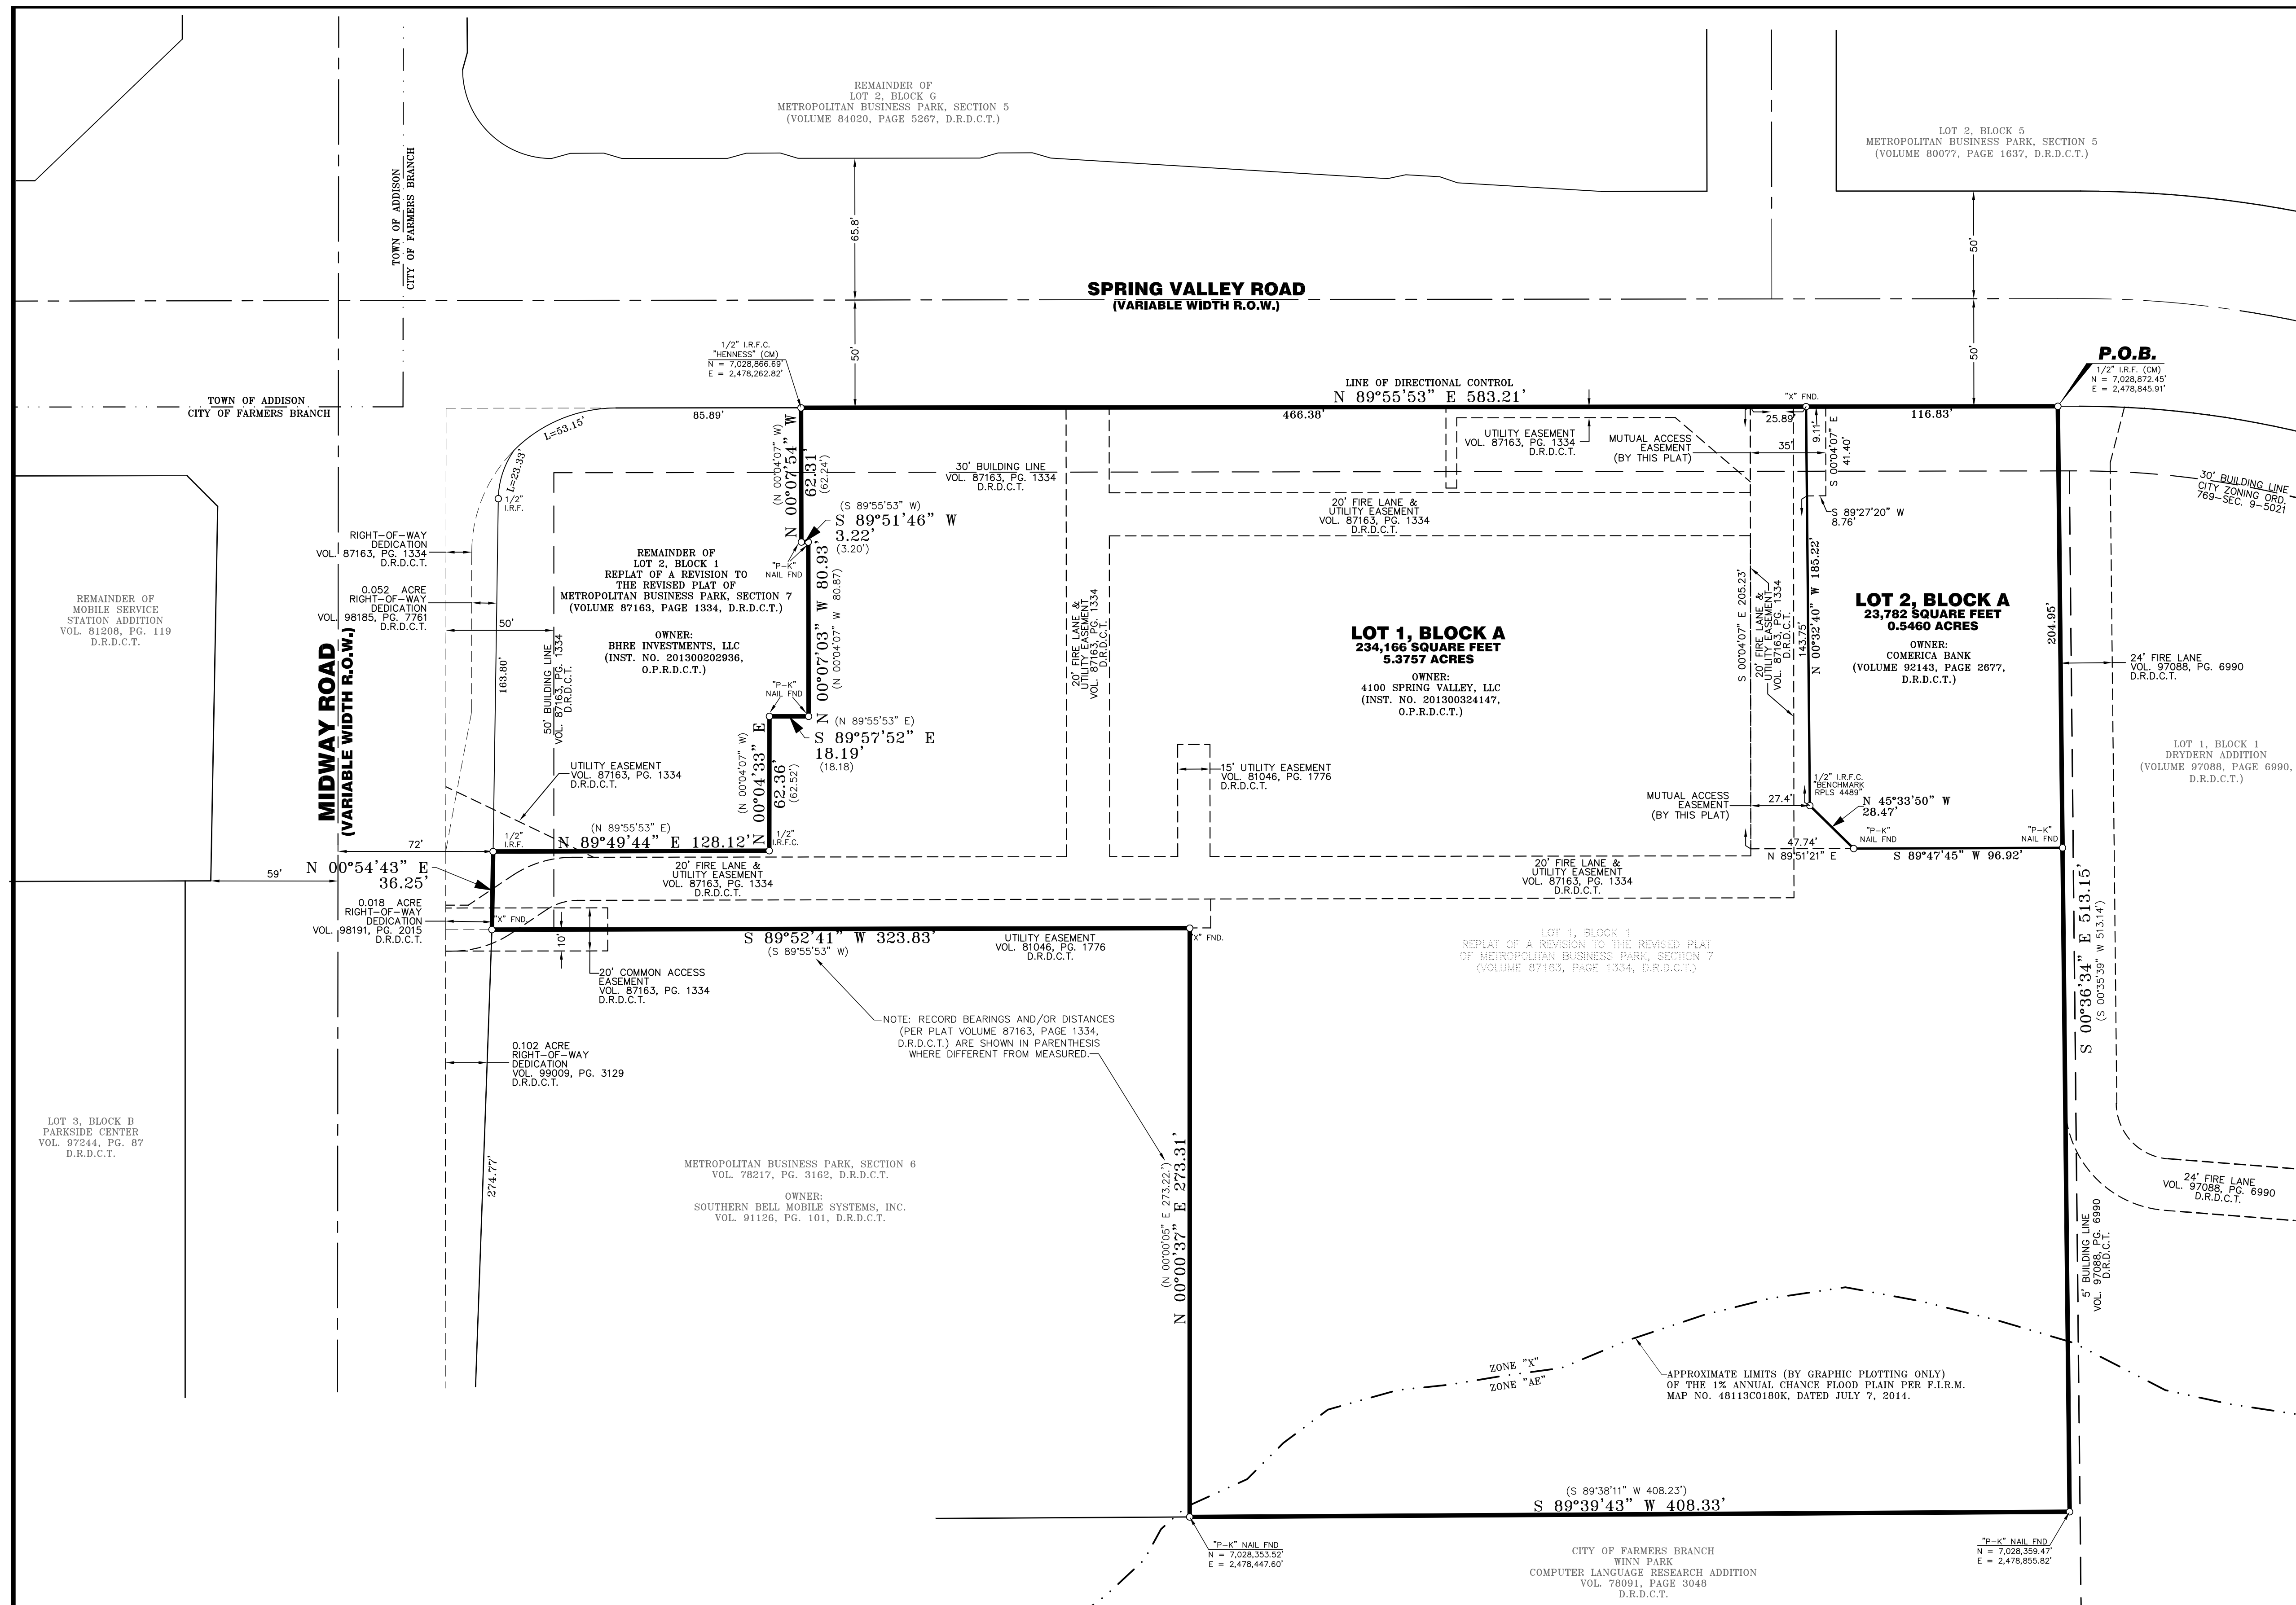 REMAINDER OF
LOT 2, BLOCK G
METROPOLITAN BUSINESS PARK, SECTION 5
(VOLUME 84020, PAGE 5267, D.R.D.C.T.)
LOT 2, BLOCK 5
METROPOLITAN BUSINESS PARK, SECTION 5
(VOLUME 80077, PAGE 1637, D.R.D.C.T.)
TOWN OF ADDISON
CITY OF FARMERS BRANCH
65.8'
50'
SPRING VALLEY ROAD
(VARIABLE WIDTH R.O.W.)
50'
50'
P.O.B.
1/2" I.R.F. (CM)
N = 7,028,872.45'
E = 2,478,845.91'
1/2" I.R.F.C.
"HENNESS" (CM)
N = 7,028,866.69'
E = 2,478,262.82'
TOWN OF ADDISON
CITY OF FARMERS BRANCH
LINE OF DIRECTIONAL CONTROL
N 89°55'53" E 583.21'
"X" FND.
85.89'
466.38'
25.89'
116.83'
L=53.15'
L=23.33'
1/2"
I.R.F.
N 00°07'54" W
62.31'
(N 00°04'07" W)
(62.24')
UTILITY EASEMENT
VOL. 87163, PG. 1334
D.R.D.C.T.
MUTUAL ACCESS
EASEMENT
(BY THIS PLAT)
35'
9.11'
S 00°04'07" E
41.40'
30' BUILDING LINE
VOL. 87163, PG. 1334
D.R.D.C.T.
30' BUILDING LINE
CITY ZONING ORD.
769-SEC. 9-5021
20' FIRE LANE &
UTILITY EASEMENT
VOL. 87163, PG. 1334
D.R.D.C.T.
S 89°27'20" W
8.76'
(S 89°55'53" W)
S 89°51'46" W
3.22'
(3.20')
RIGHT-OF-WAY
DEDICATION
VOL. 87163, PG. 1334
D.R.D.C.T.
REMAINDER OF
LOT 2, BLOCK 1
REPLAT OF A REVISION TO
THE REVISED PLAT OF
METROPOLITAN BUSINESS PARK, SECTION 7
(VOLUME 87163, PAGE 1334, D.R.D.C.T.)
OWNER:
BHRE INVESTMENTS, LLC
(INST. NO. 201300202936,
O.P.R.D.C.T.)
"P-K"
NAIL FND
N 00°07'03" W 80.93'
(N 00°04'07" W 80.87)
0.052 ACRE
RIGHT-OF-WAY
DEDICATION
VOL. 98185, PG. 7761
D.R.D.C.T.
REMAINDER OF
MOBILE SERVICE
STATION ADDITION
VOL. 81208, PG. 119
D.R.D.C.T.
MIDWAY ROAD
(VARIABLE WIDTH R.O.W.)
50'
163.80'
50' BUILDING LINE
VOL. 87163, PG. 1334
D.R.D.C.T.
20' FIRE LANE &
UTILITY EASEMENT
VOL. 87163, PG. 1334
D.R.D.C.T.
LOT 1, BLOCK A
234,166 SQUARE FEET
5.3757 ACRES
OWNER:
4100 SPRING VALLEY, LLC
(INST. NO. 201300324147,
O.P.R.D.C.T.)
S 00°04'07" E 205.23'
20' FIRE LANE &
UTILITY EASEMENT
VOL. 87163, PG. 1334
D.R.D.C.T.
143.75'
N 00°32'40" W 185.22'
LOT 2, BLOCK A
23,782 SQUARE FEET
0.5460 ACRES
OWNER:
COMERICA BANK
(VOLUME 92143, PAGE 2677,
D.R.D.C.T.)
204.95'
24' FIRE LANE
VOL. 97088, PG. 6990
D.R.D.C.T.
LOT 1, BLOCK 1
DRYDERN ADDITION
(VOLUME 97088, PAGE 6990,
D.R.D.C.T.)
"P-K"
NAIL FND
(N 89°55'53" E)
S 89°57'52" E
18.19'
(18.18)
N 00°04'33" E
62.36'
(N 00°04'07" W)
(62.52')
UTILITY EASEMENT
VOL. 87163, PG. 1334
D.R.D.C.T.
15' UTILITY EASEMENT
VOL. 81046, PG. 1776
D.R.D.C.T.
MUTUAL ACCESS
EASEMENT
(BY THIS PLAT)
27.4'
1/2" I.R.F.C.
"BENCHMARK
RPLS 4489"
N 45°33'50" W
28.47'
"P-K"
NAIL FND
"P-K"
NAIL FND
47.74'
N 89°51'21" E
S 89°47'45" W 96.92'
1/2"
I.R.F.
(N 89°55'53" E)
N 89°49'44" E 128.12'
1/2"
I.R.F.C.
72'
59'
N 00°54'43" E
36.25'
20' FIRE LANE &
UTILITY EASEMENT
VOL. 87163, PG. 1334
D.R.D.C.T.
20' FIRE LANE &
UTILITY EASEMENT
VOL. 87163, PG. 1334
D.R.D.C.T.
0.018 ACRE
RIGHT-OF-WAY
DEDICATION
VOL. 98191, PG. 2015
D.R.D.C.T.
"X" FND.
10'
S 89°52'41" W 323.83'
(S 89°55'53" W)
UTILITY EASEMENT
VOL. 81046, PG. 1776
D.R.D.C.T.
"X" FND.
LOT 1, BLOCK 1
REPLAT OF A REVISION TO THE REVISED PLAT
OF METROPOLITAN BUSINESS PARK, SECTION 7
(VOLUME 87163, PAGE 1334, D.R.D.C.T.)
S 00°36'34" E 513.15'
(S 00°35'39" W 513.14')
20' COMMON ACCESS
EASEMENT
VOL. 87163, PG. 1334
D.R.D.C.T.
NOTE: RECORD BEARINGS AND/OR DISTANCES
(PER PLAT VOLUME 87163, PAGE 1334,
D.R.D.C.T.) ARE SHOWN IN PARENTHESIS
WHERE DIFFERENT FROM MEASURED.
0.102 ACRE
RIGHT-OF-WAY
DEDICATION
VOL. 99009, PG. 3129
D.R.D.C.T.
LOT 3, BLOCK B
PARKSIDE CENTER
VOL. 97244, PG. 87
D.R.D.C.T.
274.77'
METROPOLITAN BUSINESS PARK, SECTION 6
VOL. 78217, PG. 3162, D.R.D.C.T.
OWNER:
SOUTHERN BELL MOBILE SYSTEMS, INC.
VOL. 91126, PG. 101, D.R.D.C.T.
(N 00°00'05" E 273.22.')
N 00°00'37" E 273.31'
24' FIRE LANE
VOL. 97088, PG. 6990
D.R.D.C.T.
5' BUILDING LINE
VOL. 97088, PG. 6990
D.R.D.C.T.
ZONE "X"
ZONE "AE"
APPROXIMATE LIMITS (BY GRAPHIC PLOTTING ONLY)
OF THE 1% ANNUAL CHANCE FLOOD PLAIN PER F.I.R.M.
MAP NO. 48113C0180K, DATED JULY 7, 2014.
(S 89°38'11" W 408.23')
S 89°39'43" W 408.33'
"P-K" NAIL FND
N = 7,028,353.52'
E = 2,478,447.60'
"P-K" NAIL FND
N = 7,028,359.47'
E = 2,478,855.82'
CITY OF FARMERS BRANCH
WINN PARK
COMPUTER LANGUAGE RESEARCH ADDITION
VOL. 78091, PAGE 3048
D.R.D.C.T.